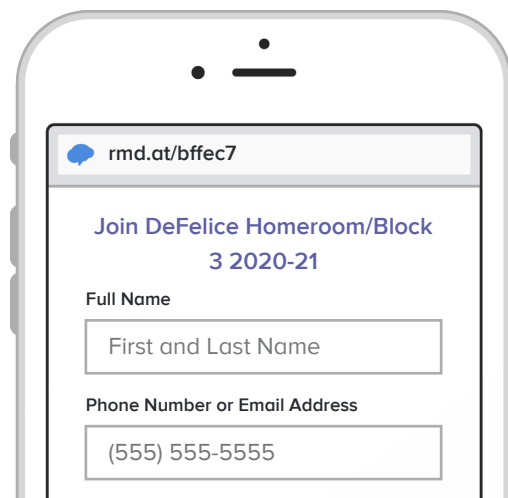 rmd.at/bffec7
Join DeFelice Homeroom/Block
3 2020-21
Full Name
First and Last Name
Phone Number or Email Address
(555) 555-5555